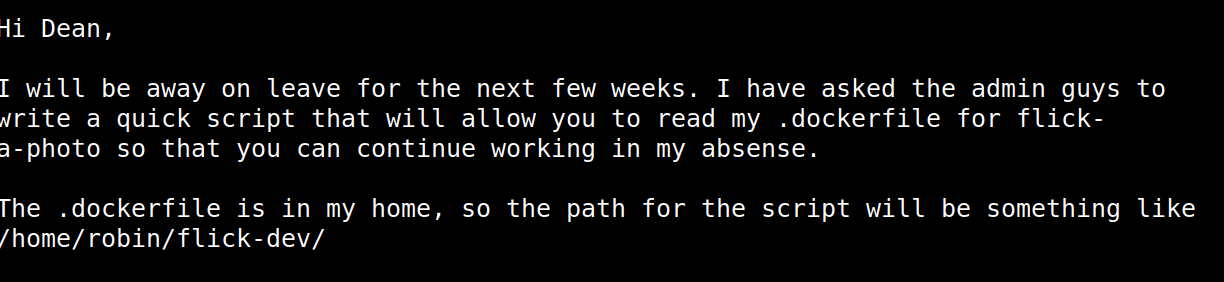 Hi Dean,
I will be away on leave for the next few weeks. I have asked the admin guys to
write a quick script that will allow you to read my .dockerfile for flick-
a-photo so that you can continue working in my absense.
The .dockerfile is in my home, so the path for the script will be something like
/home/robin/flick-dev/